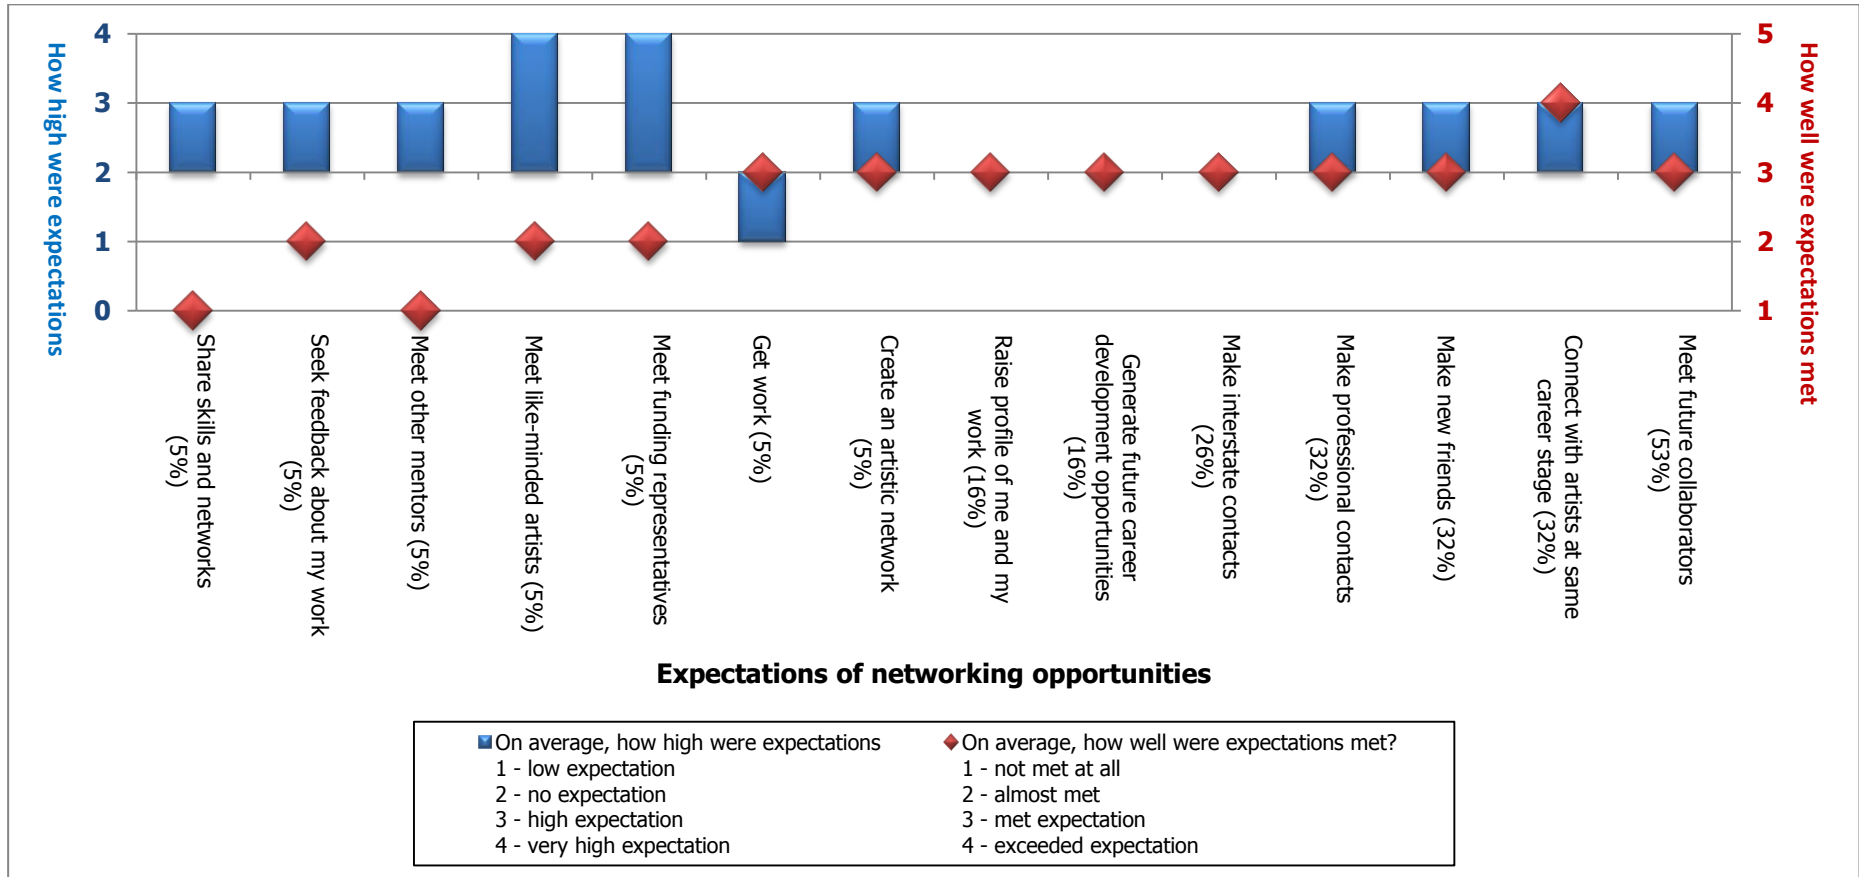 How high were expectations
4
3
2
1
0
5
4
3
2
1
How well were expectations met
Share skills and networks
(5%)
Seek feedback about my work
(5%)
Meet other mentors (5%)
Meet like-minded artists (5%)
Meet funding representatives
(5%)
Get work (5%)
Create an artistic network
(5%)
Raise profile of me and my
work (16%)
Generate future career
development opportunities
(16%)
Make interstate contacts
(26%)
Make professional contacts
(32%)
Make new friends (32%)
Connect with artists at same
career stage (32%)
Meet future collaborators
(53%)
Expectations of networking opportunities
On average, how high were expectations
1 - low expectation
2 - no expectation
3 - high expectation
4 - very high expectation
On average, how well were expectations met?
1 - not met at all
2 - almost met
3 - met expectation
4 - exceeded expectation